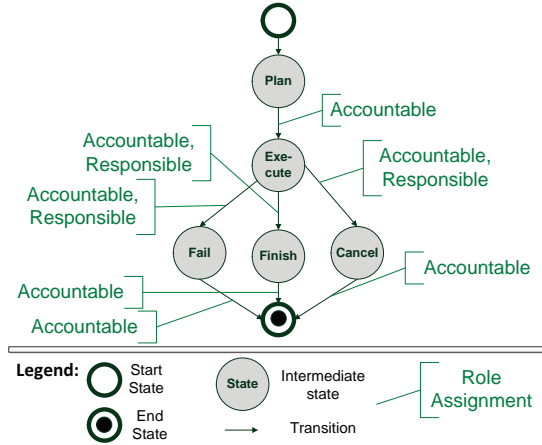 Plan
Accountable
Accountable,
Responsible
Exe-
cute
Accountable,
Responsible
Accountable,
Responsible
Fail
Finish
Cancel
Accountable
Accountable
Accountable
Legend:
Start
State
State
Intermediate
state
Role
Assignment
End
State
Transition